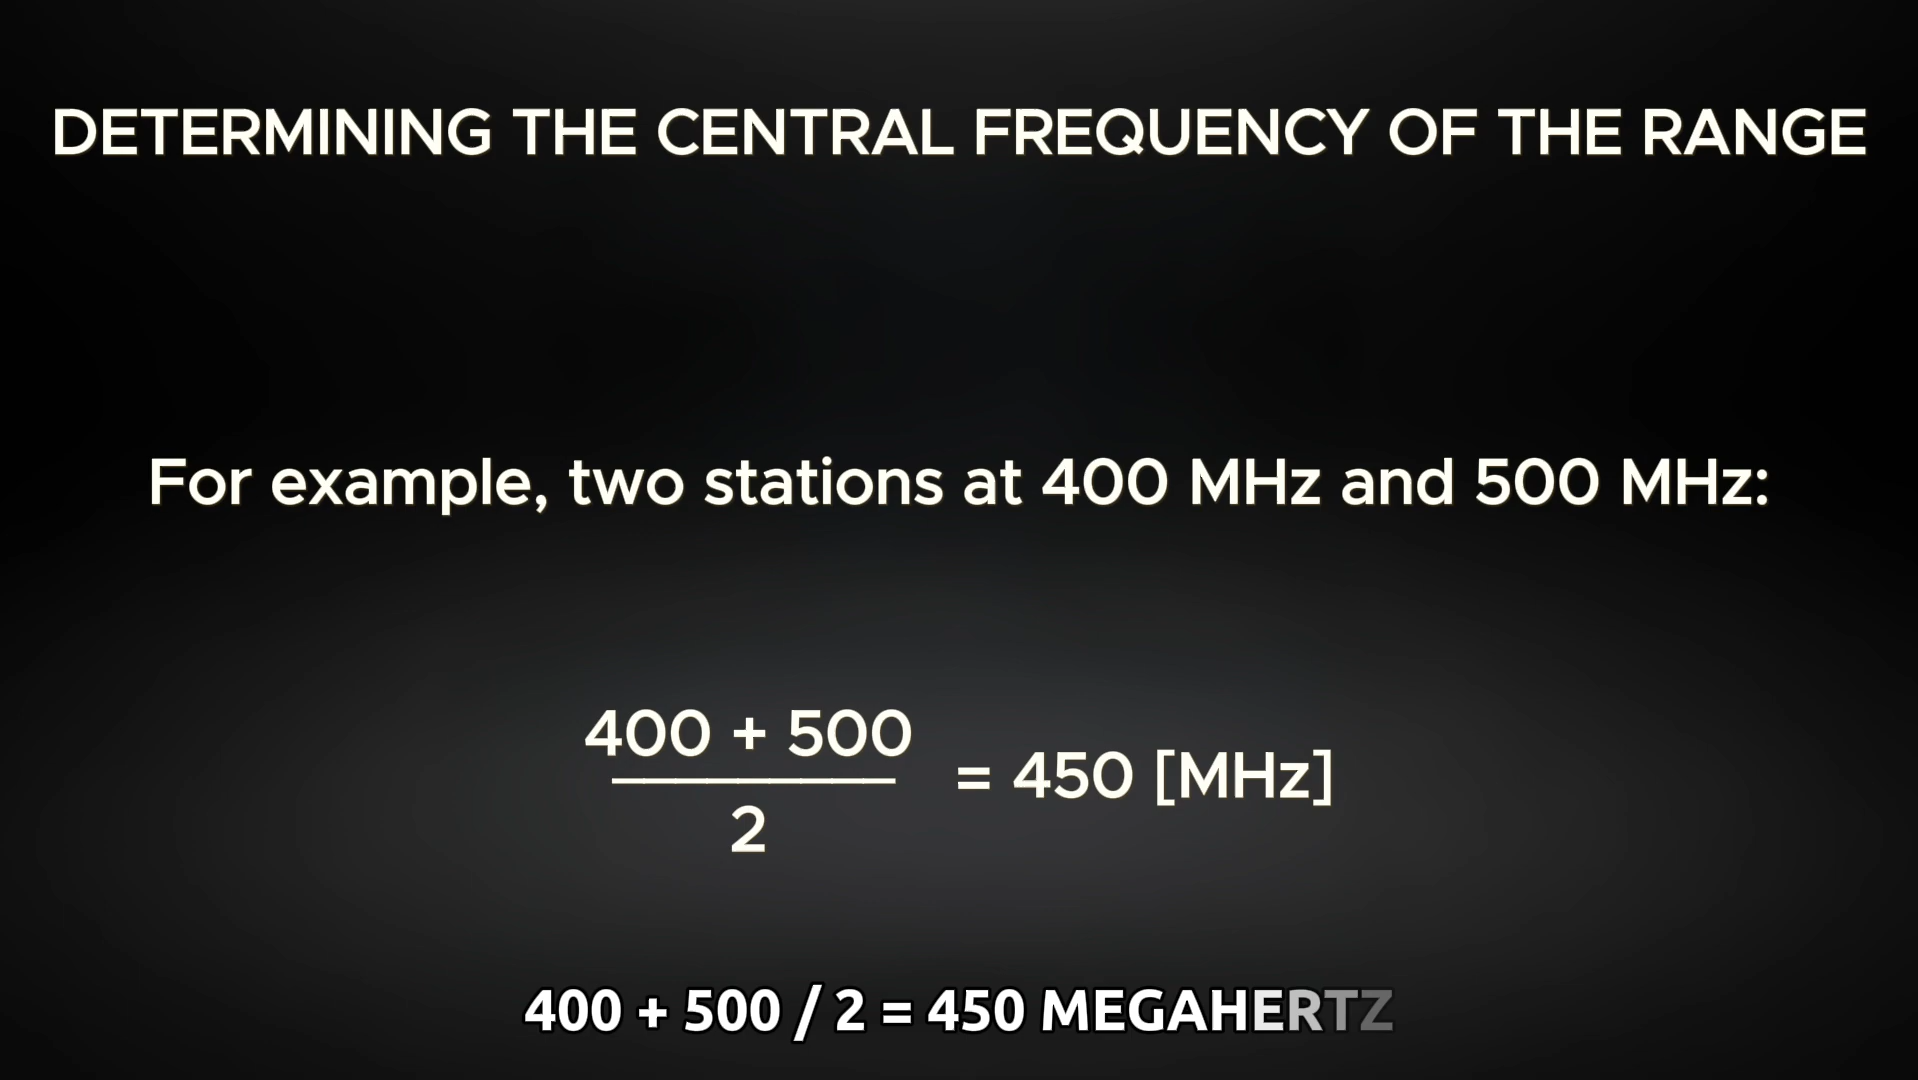 DETERMINING THE CENTRAL FREQUENCY OF THE RANGE
For example, two stations at 400 MHz and 500 MHz:
400 + 500
2
= 450 [MHz]
400 + 500 / 2 = 450 MEGAHERTZ